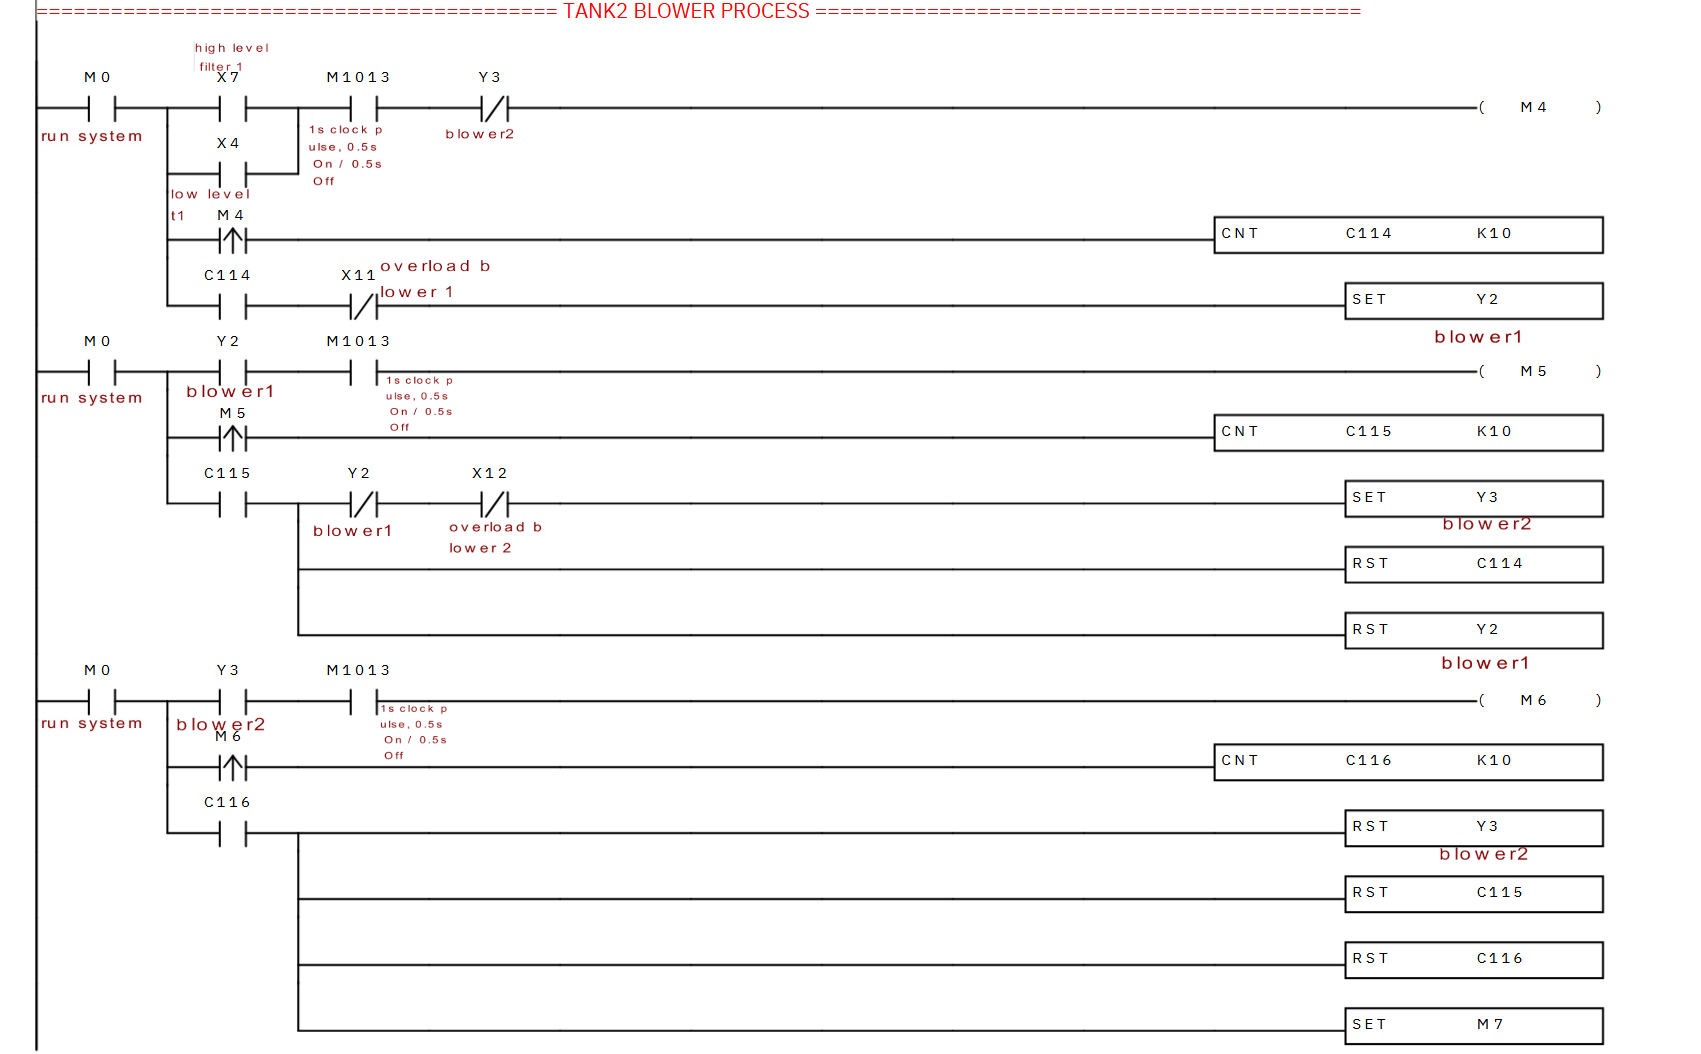 ========================================== TANK2 BLOWER PROCESS ============================================
high level
filter 1
M0 X7 M1013 Y3
( M4 )
run system
1s clock p
ulse, 0.5s
On / 0.5s
Off
blower2
X4
low level
t1
M4
CNT C114 K10
C114 X11
overload b
lower 1
SET Y2
blower1
M0 Y2 M1013
( M5 )
run system
blower1
1s clock p
ulse, 0.5s
On / 0.5s
Off
M5
CNT C115 K10
C115 Y2 X12
SET Y3
blower1
overload b
lower 2
blower2
RST C114
RST Y2
blower1
M0 Y3 M1013
( M6 )
run system
blower2
1s clock p
ulse, 0.5s
On / 0.5s
Off
M6
CNT C116 K10
C116
RST Y3
blower2
RST C115
RST C116
SET M7